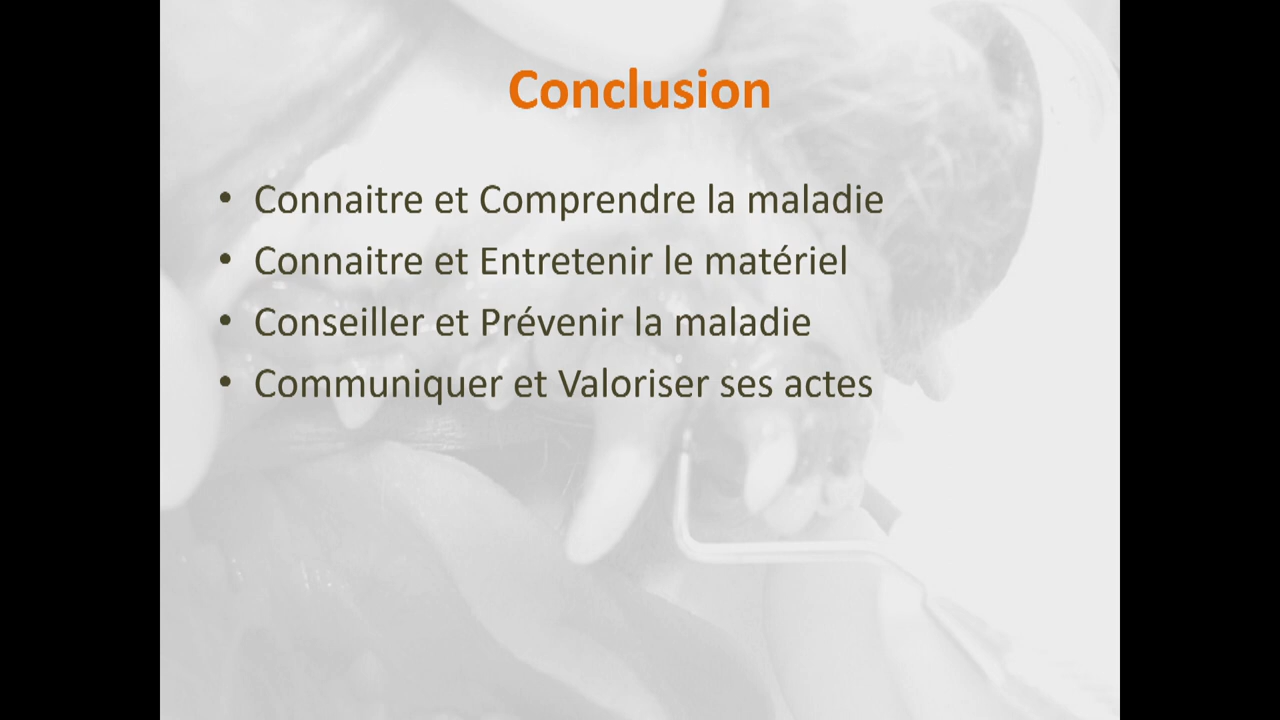 Conclusion
• Connaitre et Comprendre la maladie
• Connaitre et Entretenir le matériel
• Conseiller et Prévenir la maladie
• Communiquer et Valoriser ses actes